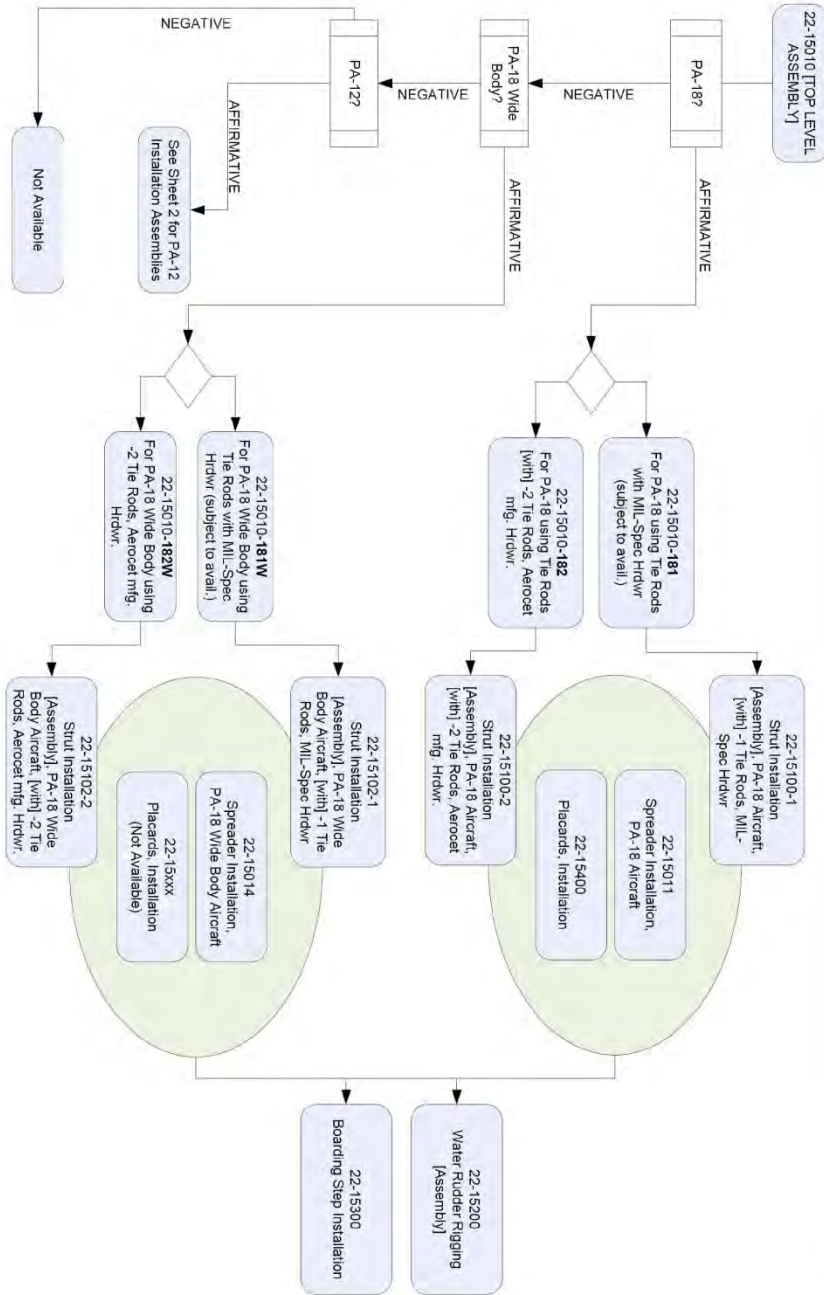 22-15010 [TOP LEVEL
ASSEMBLY]
PA-18?
NEGATIVE
AFFIRMATIVE
PA-18 Wide
Body?
NEGATIVE
AFFIRMATIVE
PA-12?
NEGATIVE
AFFIRMATIVE
See Sheet 2 for PA-12
Installation Assemblies
Not Available
22-15010-181
For PA-18 using Tie Rods
with MIL-Spec Hrdwr
(subject to avail.)
22-15010-182
For PA-18 using Tie Rods
[with] -2 Tie Rods, Aerocet
mfg. Hrdwr.
22-15010-181W
For PA-18 Wide Body using
Tie Rods with MIL-Spec
Hrdwr (subject to avail.)
22-15010-182W
For PA-18 Wide Body using
-2 Tie Rods, Aerocet mfg.
Hrdwr.
22-15100-1
Strut Installation
[Assembly], PA-18 Aircraft,
[with] -1 Tie Rods, MIL-
Spec Hrdwr
22-15011
Spreader Installation,
PA-18 Aircraft
22-15400
Placards, Installation
22-15100-2
Strut Installation
[Assembly], PA-18 Aircraft,
[with] -2 Tie Rods, Aerocet
mfg. Hrdwr.
22-15102-1
Strut Installation
[Assembly], PA-18 Wide
Body Aircraft, [with] -1 Tie
Rods, MIL-Spec Hrdwr
22-15014
Spreader Installation,
PA-18 Wide Body Aircraft
22-15xxx
Placards, Installation
(Not Available)
22-15102-2
Strut Installation
[Assembly], PA-18 Wide
Body Aircraft, [with] -2 Tie
Rods, Aerocet mfg. Hrdwr.
22-15200
Water Rudder Rigging
[Assembly]
22-15300
Boarding Step Installation